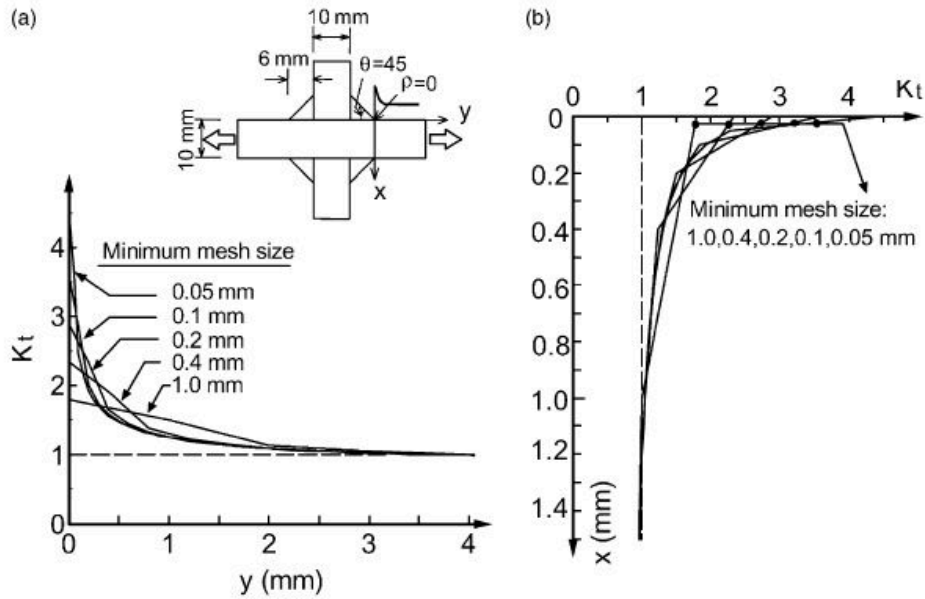 (a)
10 mm
6 mm
θ=45
ρ=0
y
10 mm
x
Minimum mesh size
0.05 mm
0.1 mm
0.2 mm
0.4 mm
1.0 mm
4
3
2
1
0
Kt
0 1 2 3 4
y (mm)
(b)
Kt
0 1 2 3 4
0
0.2
0.4
0.6
0.8
1.0
1.2
1.4
Minimum mesh size:
1.0,0.4,0.2,0.1,0.05 mm
x (mm)